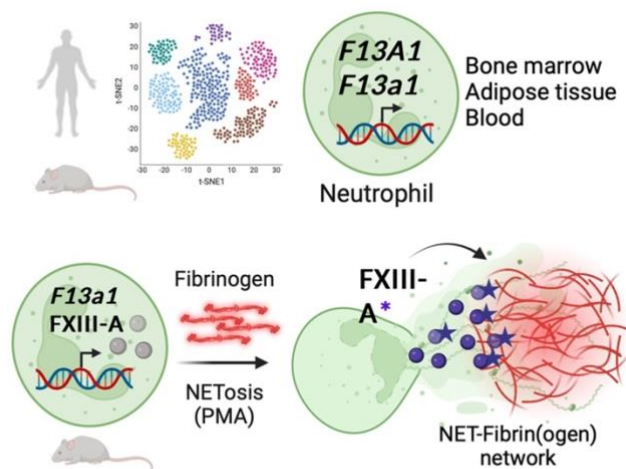 30
20
10
0
-10
-20
-30
t-SNE2
-30 -20 -10 0 10 20 30
t-SNE1
F13A1
F13a1
Neutrophil
Bone marrow
Adipose tissue
Blood
F13a1
FXIII-A
Fibrinogen
NETosis
(PMA)
FXIII-
A*
NET-Fibrin(ogen)
network